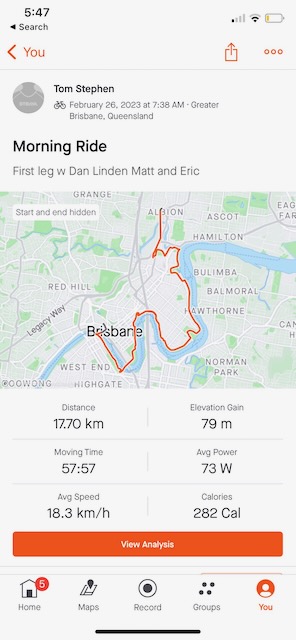 5:47
Search
You
Tom Stephen
February 26, 2023 at 7:38 AM · Greater
Brisbane, Queensland
Morning Ride
First leg w Dan Linden Matt and Eric
GRANGE
Start and end hidden
ALBION
ASCOT
HAMILTON
BULIMBA
RED HILL
BALMORAL
HAWTHORNE
Legacy Way
Brisbane
WEST END
NORMAN
PARK
HIGHGATE
Distance
Elevation Gain
17.70 km
79 m
Moving Time
Avg Power
57:57
73 W
Avg Speed
Calories
18.3 km/h
282 Cal
View Analysis
5
Home
Maps
Record
Groups
You